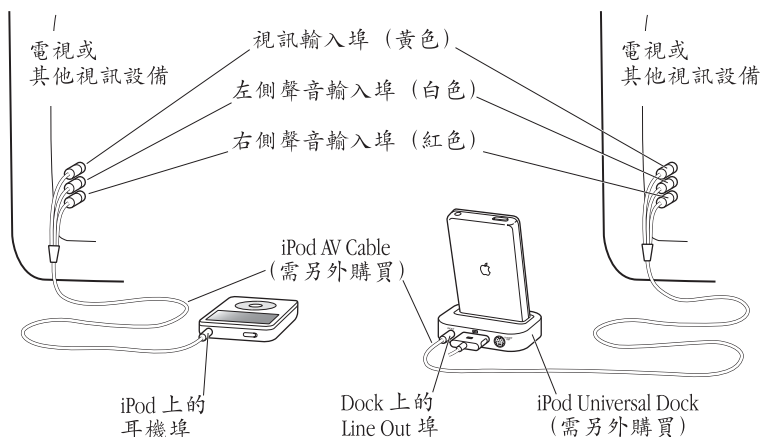 電視或
其他視訊設備
視訊輸入埠（黃色）
左側聲音輸入埠（白色）
右側聲音輸入埠（紅色）
電視或
其他視訊設備
iPod AV Cable
（需另外購買）
iPod 上的
耳機埠
Dock 上的
Line Out 埠
iPod Universal Dock
（需另外購買）